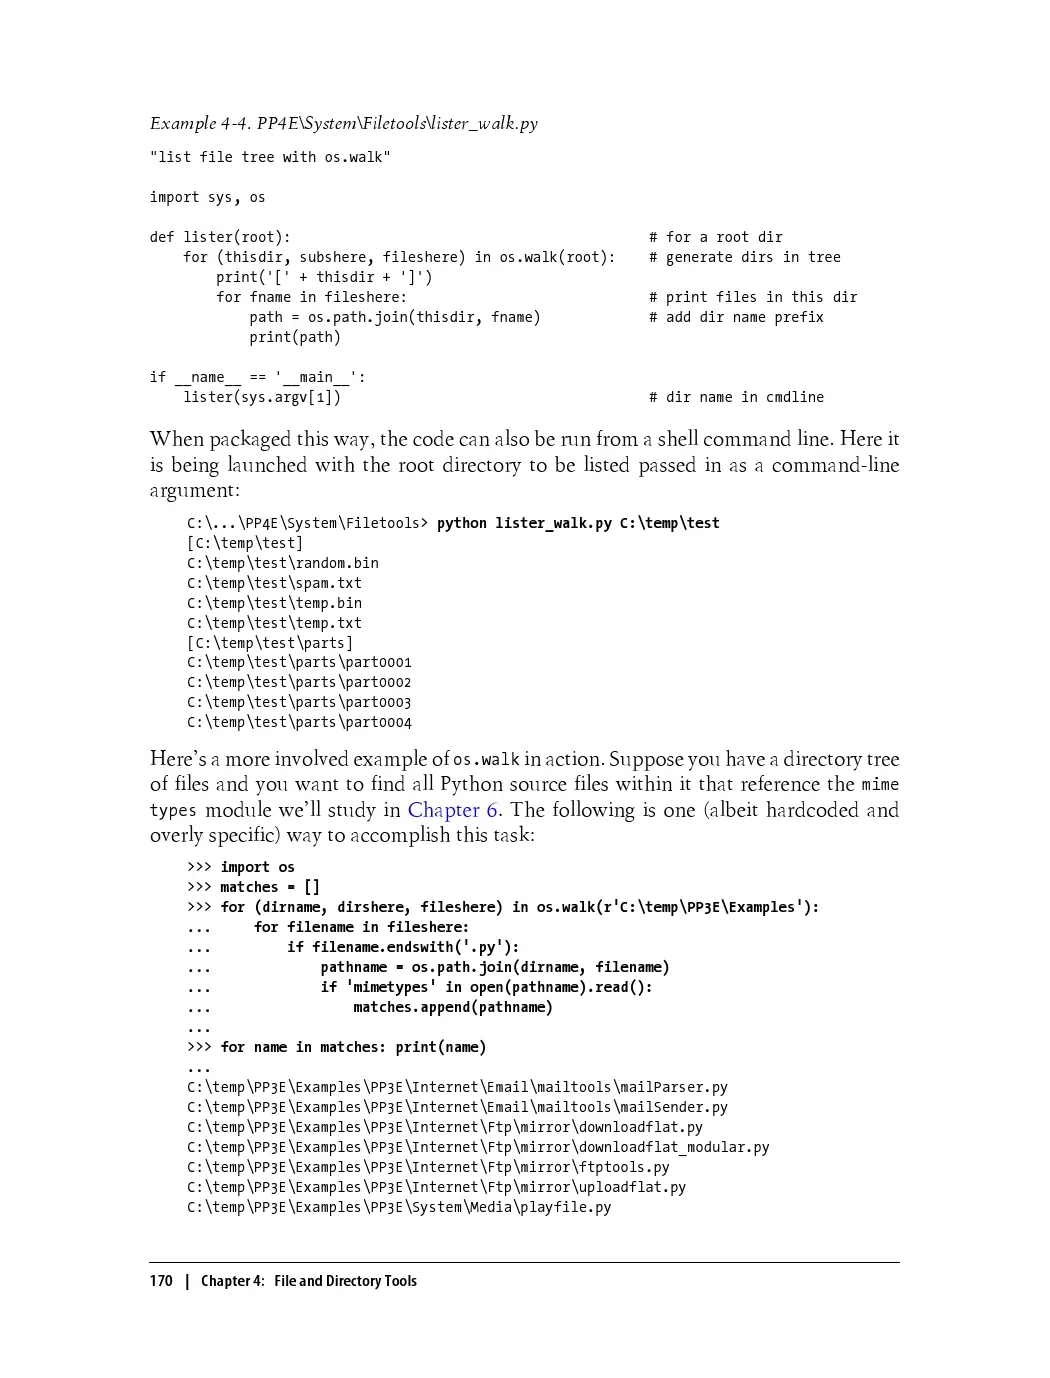 Example 4-4. PP4E\System\Filetools\lister_walk.py
"list file tree with os.walk"
import sys, os
def lister(root):                                           # for a root dir
    for (thisdir, subshere, fileshere) in os.walk(root):    # generate dirs in tree
        print('[' + thisdir + ']')
        for fname in fileshere:                             # print files in this dir
            path = os.path.join(thisdir, fname)             # add dir name prefix
            print(path)
if __name__ == '__main__':
    lister(sys.argv[1])                                     # dir name in cmdline
When packaged this way, the code can also be run from a shell command line. Here it
is being launched with the root directory to be listed passed in as a command-line
argument:
C:\...\PP4E\System\Filetools> python lister_walk.py C:\temp\test
[C:\temp\test]
C:\temp\test\random.bin
C:\temp\test\spam.txt
C:\temp\test\temp.bin
C:\temp\test\temp.txt
[C:\temp\test\parts]
C:\temp\test\parts\part0001
C:\temp\test\parts\part0002
C:\temp\test\parts\part0003
C:\temp\test\parts\part0004
Here's a more involved example of os.walk in action. Suppose you have a directory tree
of files and you want to find all Python source files within it that reference the mime
types module we'll study in Chapter 6. The following is one (albeit hardcoded and
overly specific) way to accomplish this task:
>>> import os
>>> matches = []
>>> for (dirname, dirshere, fileshere) in os.walk(r'C:\temp\PP3E\Examples'):
...     for filename in fileshere:
...         if filename.endswith('.py'):
...             pathname = os.path.join(dirname, filename)
...             if 'mimetypes' in open(pathname).read():
...                 matches.append(pathname)
...
>>> for name in matches: print(name)
...
C:\temp\PP3E\Examples\PP3E\Internet\Email\mailtools\mailParser.py
C:\temp\PP3E\Examples\PP3E\Internet\Email\mailtools\mailSender.py
C:\temp\PP3E\Examples\PP3E\Internet\Ftp\mirror\downloadflat.py
C:\temp\PP3E\Examples\PP3E\Internet\Ftp\mirror\downloadflat_modular.py
C:\temp\PP3E\Examples\PP3E\Internet\Ftp\mirror\ftptools.py
C:\temp\PP3E\Examples\PP3E\Internet\Ftp\mirror\uploadflat.py
C:\temp\PP3E\Examples\PP3E\System\Media\playfile.py
170 | Chapter 4: File and Directory Tools